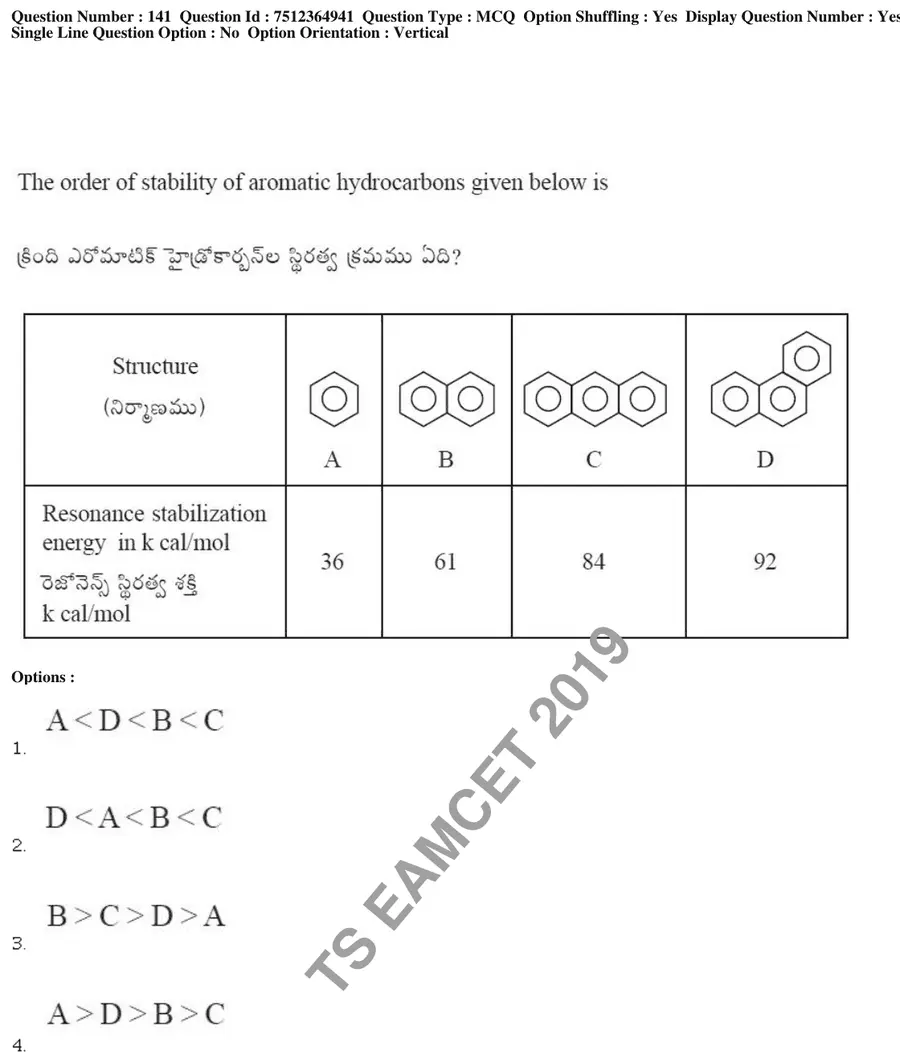 Question Number : 141 Question Id : 7512364941 Question Type : MCQ Option Shuffling : Yes Display Question Number : Yes
Single Line Question Option : No Option Orientation : Vertical
The order of stability of aromatic hydrocarbons given below is
క్రింది ఎరోమాటిక్ హైడ్రోకార్బన్‌ల స్థిరత్వ క్రమము ఏది?
Structure
(నిర్మాణము)
A B C D
Resonance stabilization
energy in k cal/mol
రెజోనెన్స్ స్థిరత్వ శక్తి
k cal/mol
36 61 84 92
Options :
A < D < B < C
1.
D < A < B < C
2.
B > C > D > A
3.
A > D > B > C
4.
TS EAMCET 2019